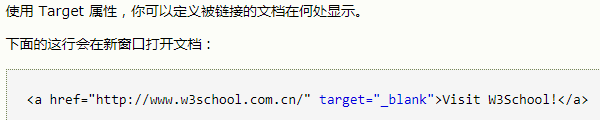 使用 Target 属性，你可以定义被链接的文档在何处显示。
下面的这行会在新窗口打开文档：
<a href="http://www.w3school.com.cn/" target="_blank">Visit W3School!</a>